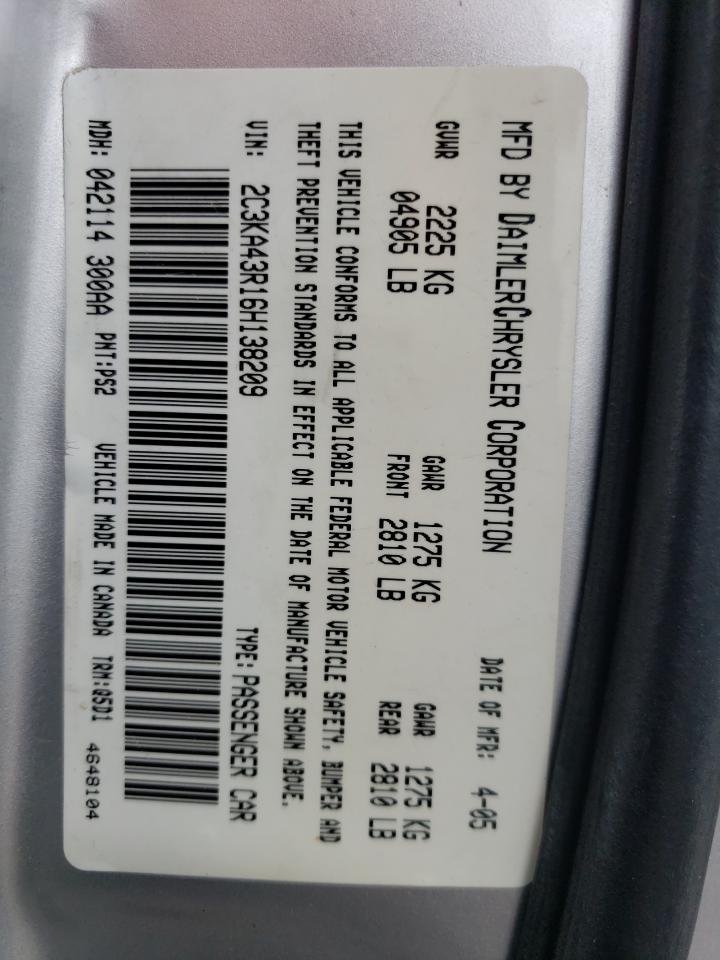 MFD BY DAIMLERCHRYSLER CORPORATION DATE OF MFR: 4-05
GVWR 2225 KG GAWR 1275 KG GAWR 1275 KG
04905 LB FRONT 2810 LB REAR 2810 LB
THIS VEHICLE CONFORMS TO ALL APPLICABLE FEDERAL MOTOR VEHICLE SAFETY, BUMPER AND
THEFT PREVENTION STANDARDS IN EFFECT ON THE DATE OF MANUFACTURE SHOWN ABOVE.
VIN: 2C3KA43R16H138209 TYPE: PASSENGER CAR
MDH: 042114 300AA PNT:PS2 VEHICLE MADE IN CANADA TRM:Q5D1 4648104